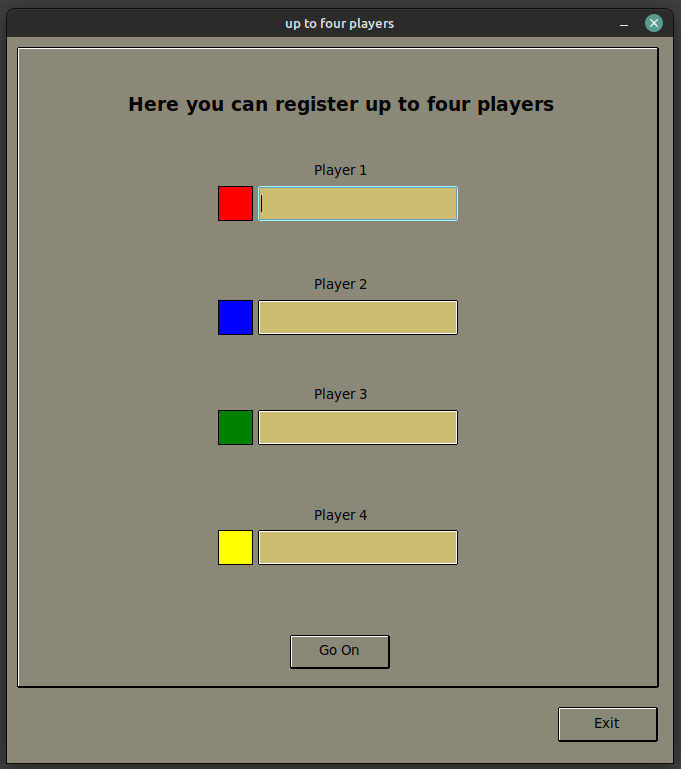 up to four players
Here you can register up to four players
Player 1
Player 2
Player 3
Player 4
Go On
Exit